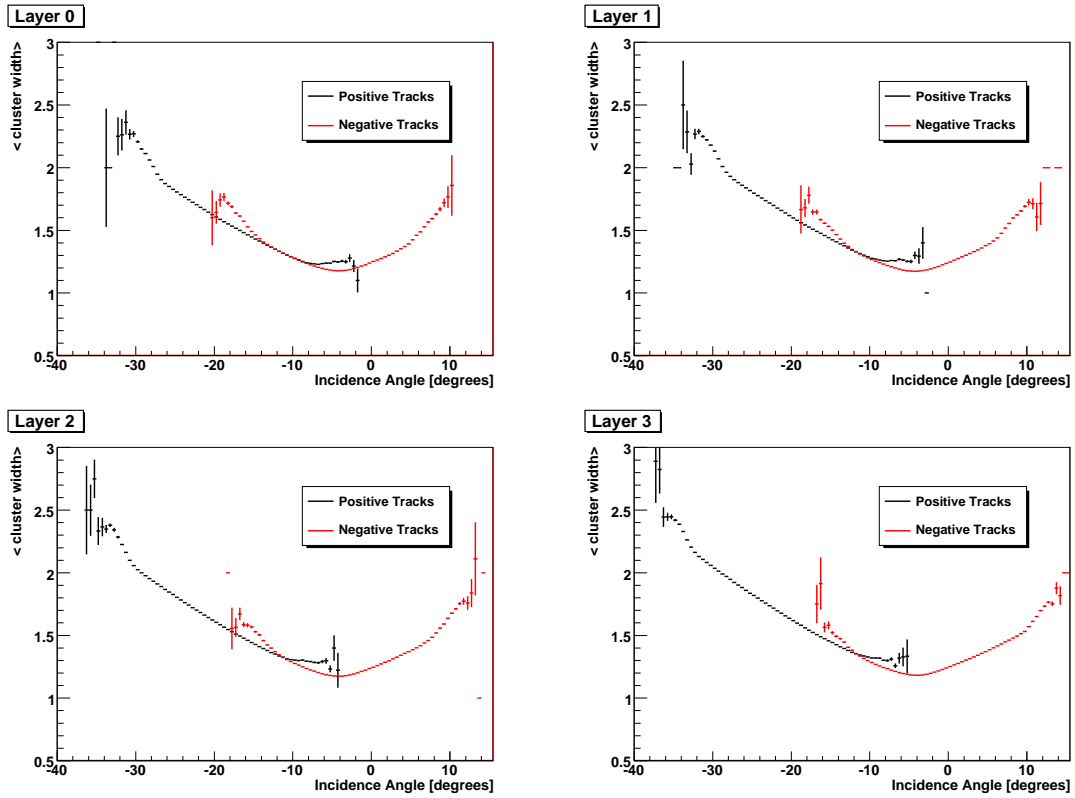 Layer 0
< cluster width>
3
2.5
2
1.5
1
0.5
Positive Tracks
Negative Tracks
-40 -30 -20 -10 0 10
Incidence Angle [degrees]
Layer 1
< cluster width>
3
2.5
2
1.5
1
0.5
Positive Tracks
Negative Tracks
-40 -30 -20 -10 0 10
Incidence Angle [degrees]
Layer 2
< cluster width>
3
2.5
2
1.5
1
0.5
Positive Tracks
Negative Tracks
-40 -30 -20 -10 0 10
Incidence Angle [degrees]
Layer 3
< cluster width>
3
2.5
2
1.5
1
0.5
Positive Tracks
Negative Tracks
-40 -30 -20 -10 0 10
Incidence Angle [degrees]